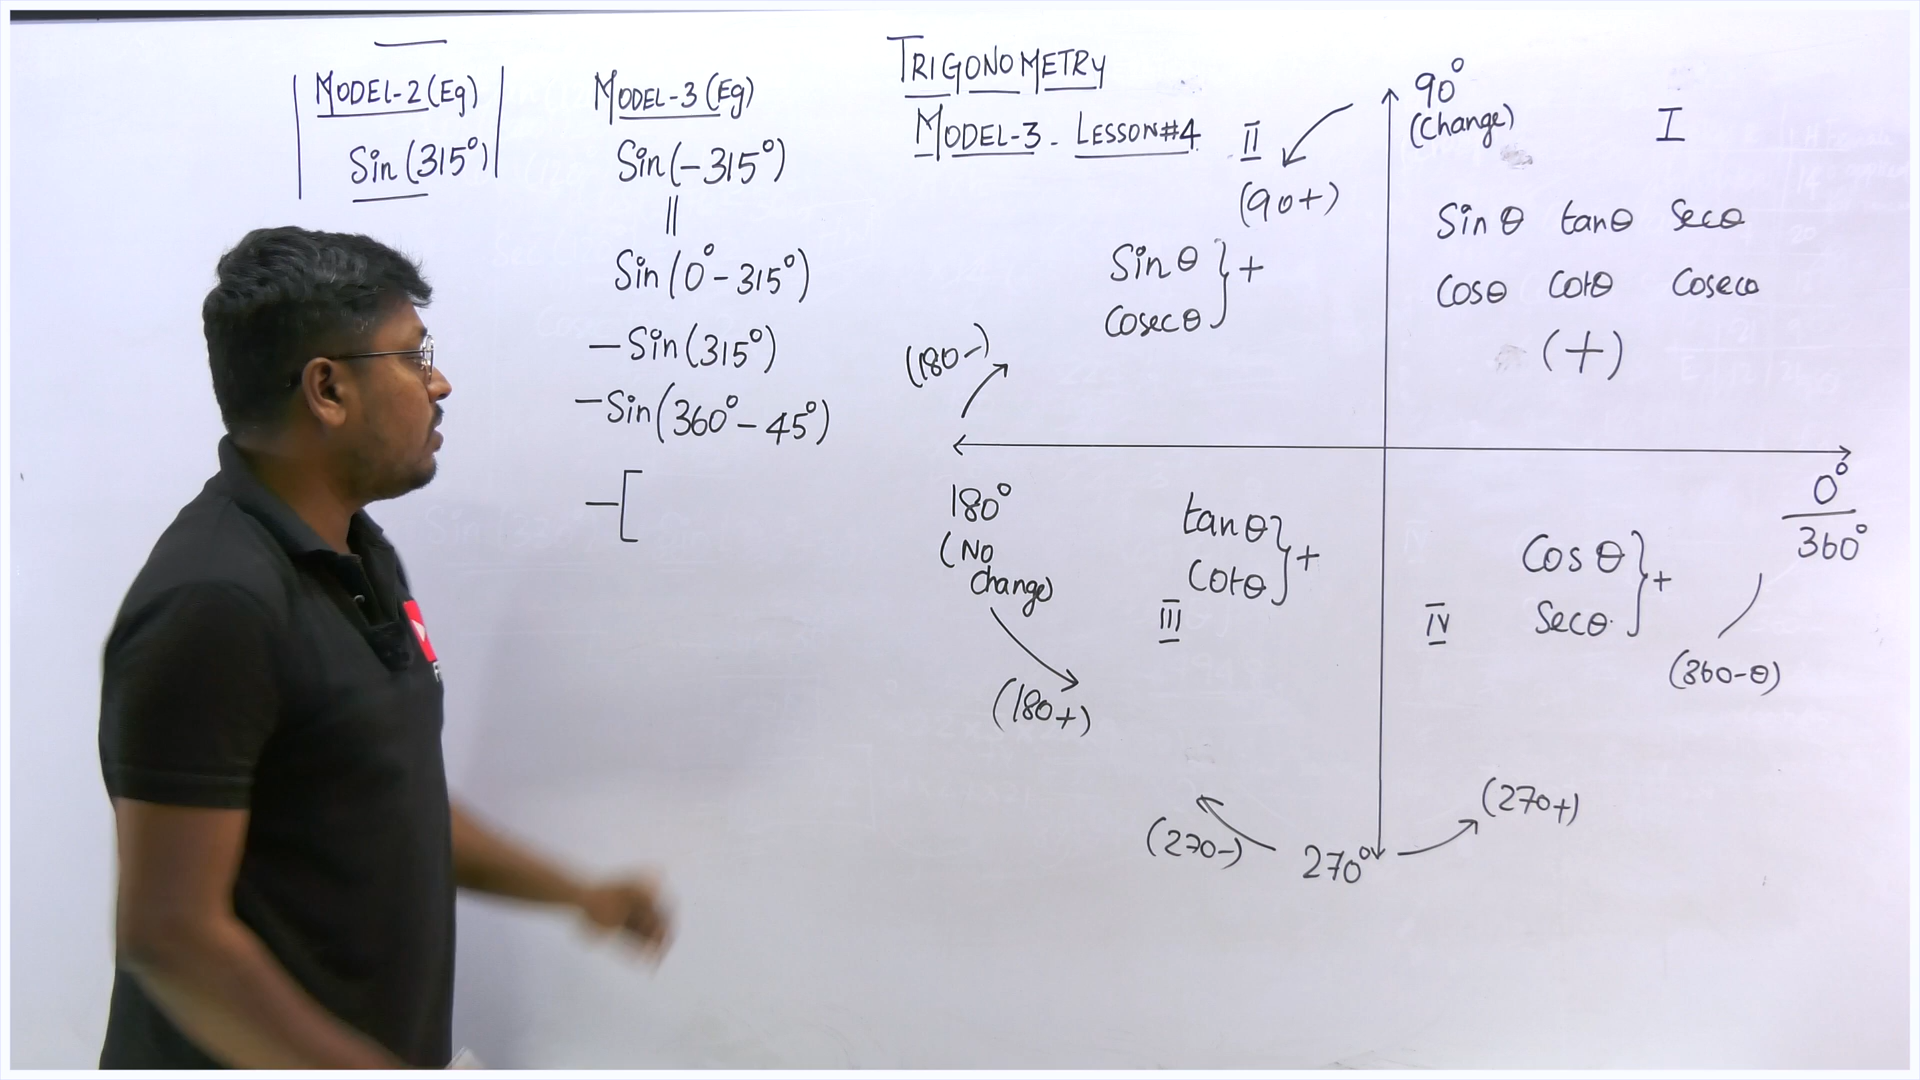 MODEL-2 (Eg)
Sin (315°)
MODEL-3 (Eg)
Sin (-315°)
||
Sin (0° - 315°)
- Sin (315°)
- Sin (360° - 45°)
- [
TRIGONOMETRY
MODEL-3 - LESSON#4
II
(90+)
Sin θ
Cosec θ } +
(180-)
90°
(Change)
I
Sin θ tan θ Sec θ
Cos θ Cot θ Cosec θ
(+)
180°
(No
Change)
(180+)
tan θ
Cot θ } +
III
0°
360°
Cos θ
Sec θ } +
IV
(360-θ)
(270-)
270°
(270+)